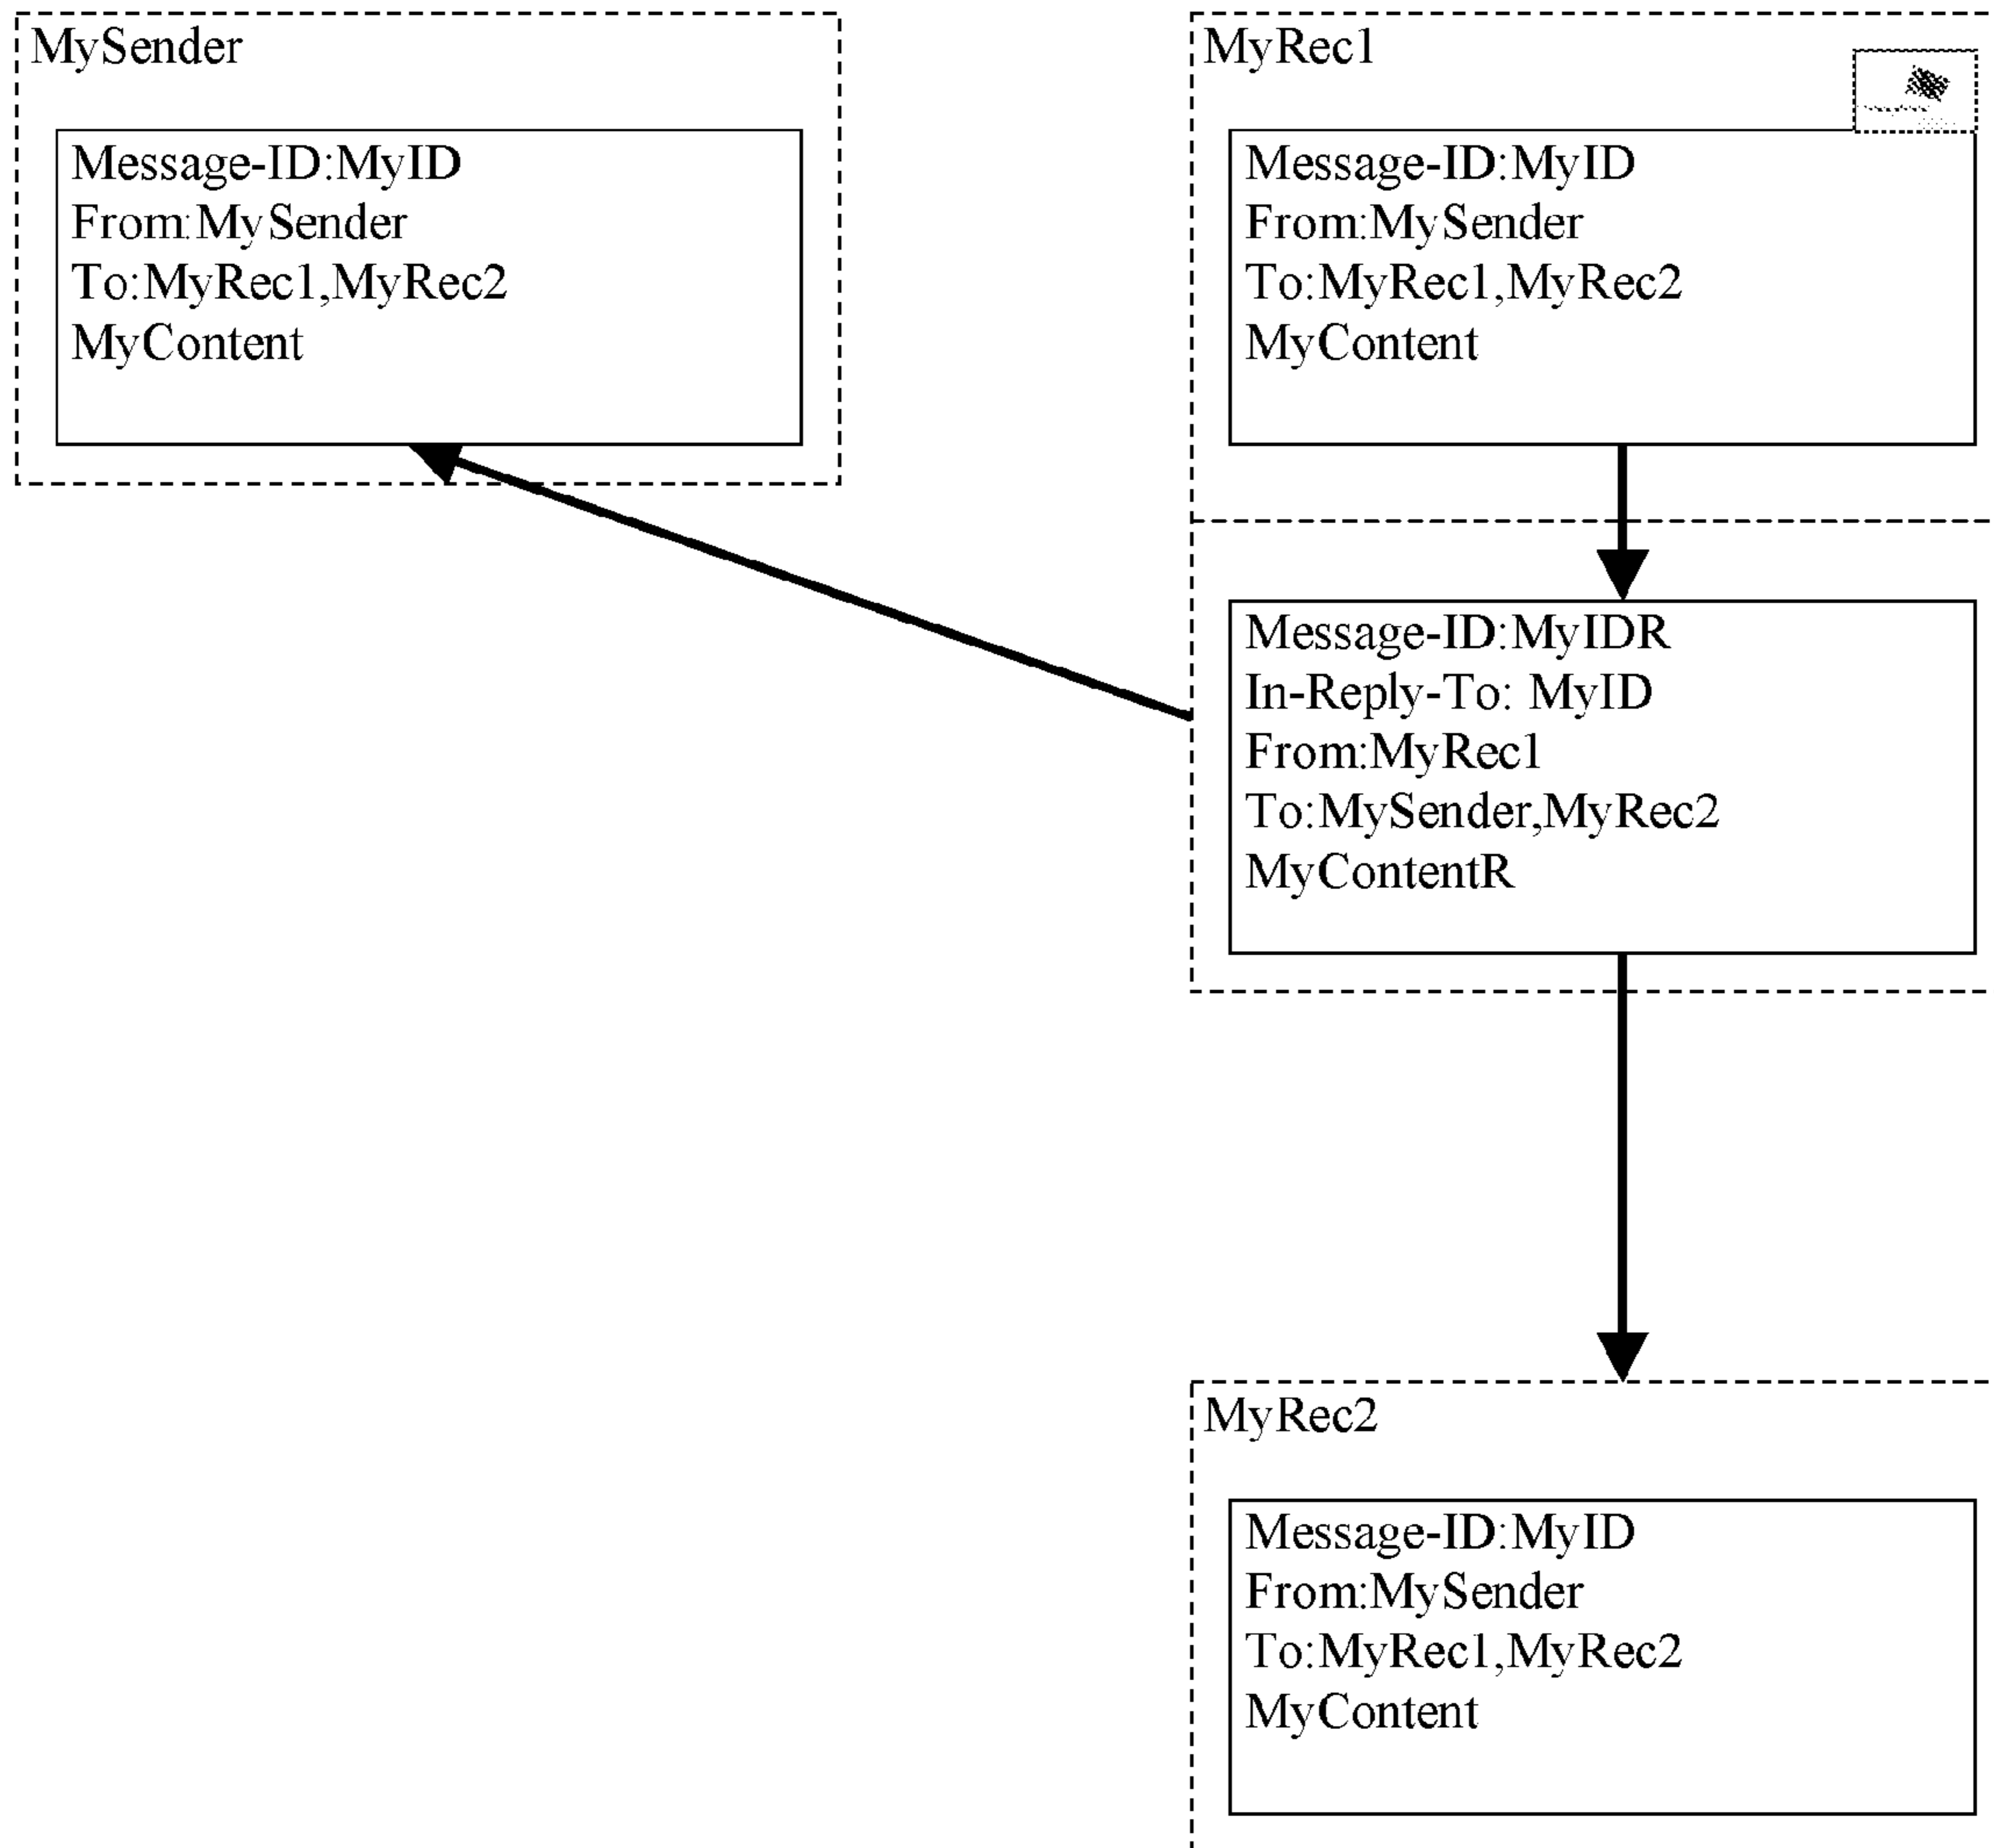 MySender
Message-ID:MyID
From:MySender
To:MyRec1,MyRec2
MyContent
MyRec1
Message-ID:MyID
From:MySender
To:MyRec1,MyRec2
MyContent
Message-ID:MyIDR
In-Reply-To: MyID
From:MyRec1
To:MySender,MyRec2
MyContentR
MyRec2
Message-ID:MyID
From:MySender
To:MyRec1,MyRec2
MyContent